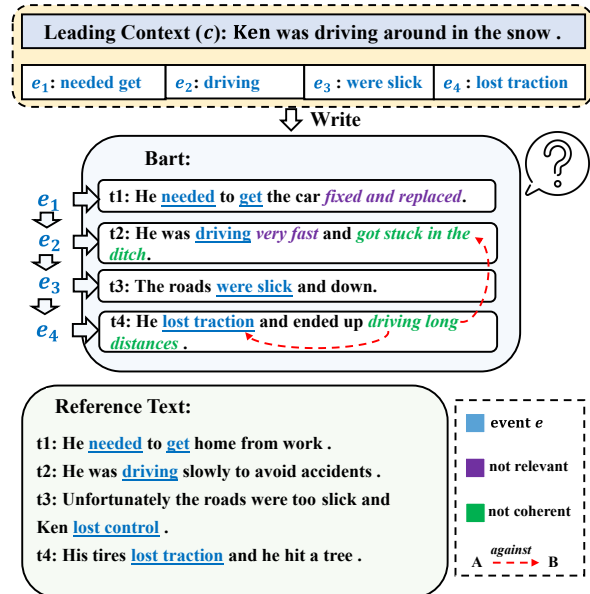 Leading Context (c): Ken was driving around in the snow .
e1: needed get
e2: driving
e3 : were slick
e4 : lost traction
Write
?
Bart:
e1
t1: He needed to get the car fixed and replaced.
e2
t2: He was driving very fast and got stuck in the
ditch.
e3
t3: The roads were slick and down.
e4
t4: He lost traction and ended up driving long
distances .
Reference Text:
t1: He needed to get home from work .
t2: He was driving slowly to avoid accidents .
t3: Unfortunately the roads were too slick and
Ken lost control .
t4: His tires lost traction and he hit a tree .
event e
not relevant
not coherent
A against B